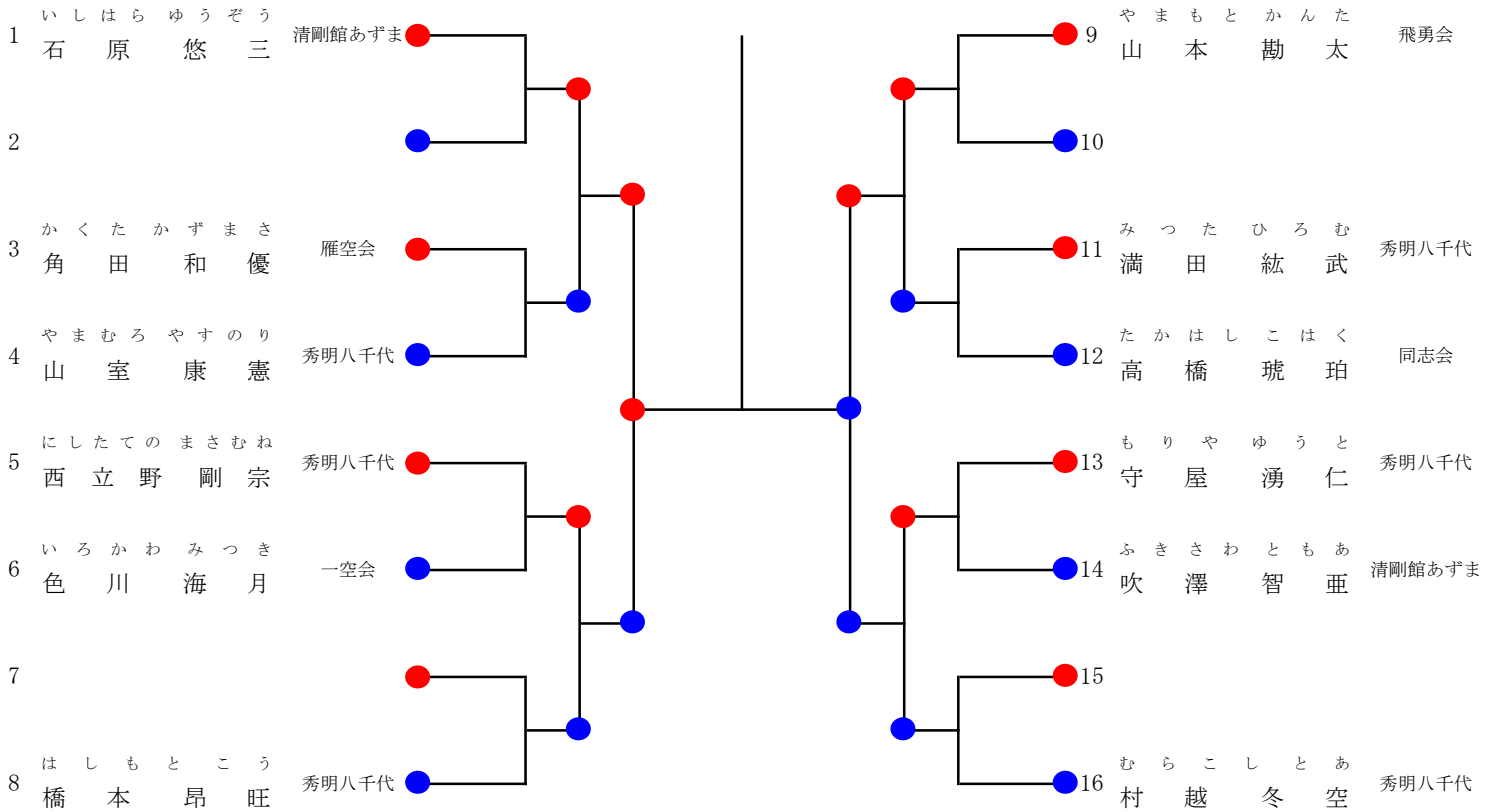 いしはら ゆうぞう
1 石原 悠三 清剛館あずま
2
かくた かずまさ
3 角田 和優 雁空会
やまむろ やすのり
4 山室 康憲 秀明八千代
にしたての まさむね
5 西立野 剛宗 秀明八千代
いろかわ みつき
6 色川 海月 一空会
7
はしもと こう
8 橋本 昂旺 秀明八千代
やまもと かんた
9 山本 勘太 飛勇会
10
みつた ひろむ
11 満田 紘武 秀明八千代
たかはし こはく
12 高橋 琥珀 同志会
もりや ゆうと
13 守屋 湧仁 秀明八千代
ふきさわ ともあ
14 吹澤 智亜 清剛館あずま
15
むらこし とあ
16 村越 冬空 秀明八千代